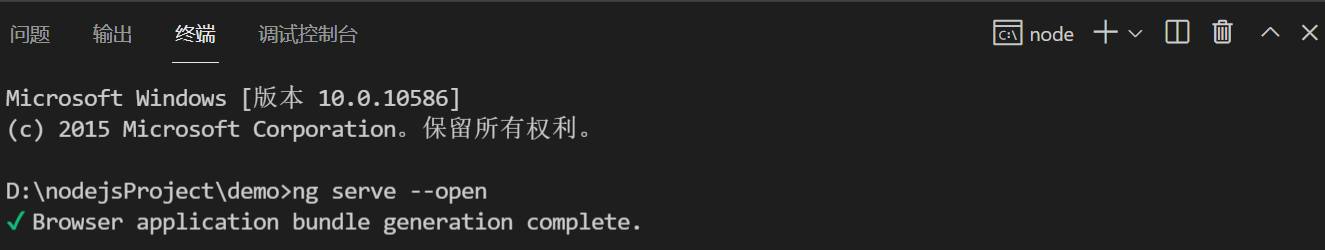 问题 输出 终端 调试控制台 node
Microsoft Windows [版本 10.0.10586]
(c) 2015 Microsoft Corporation。保留所有权利。
D:\nodejsProject\demo>ng serve --open
✓ Browser application bundle generation complete.